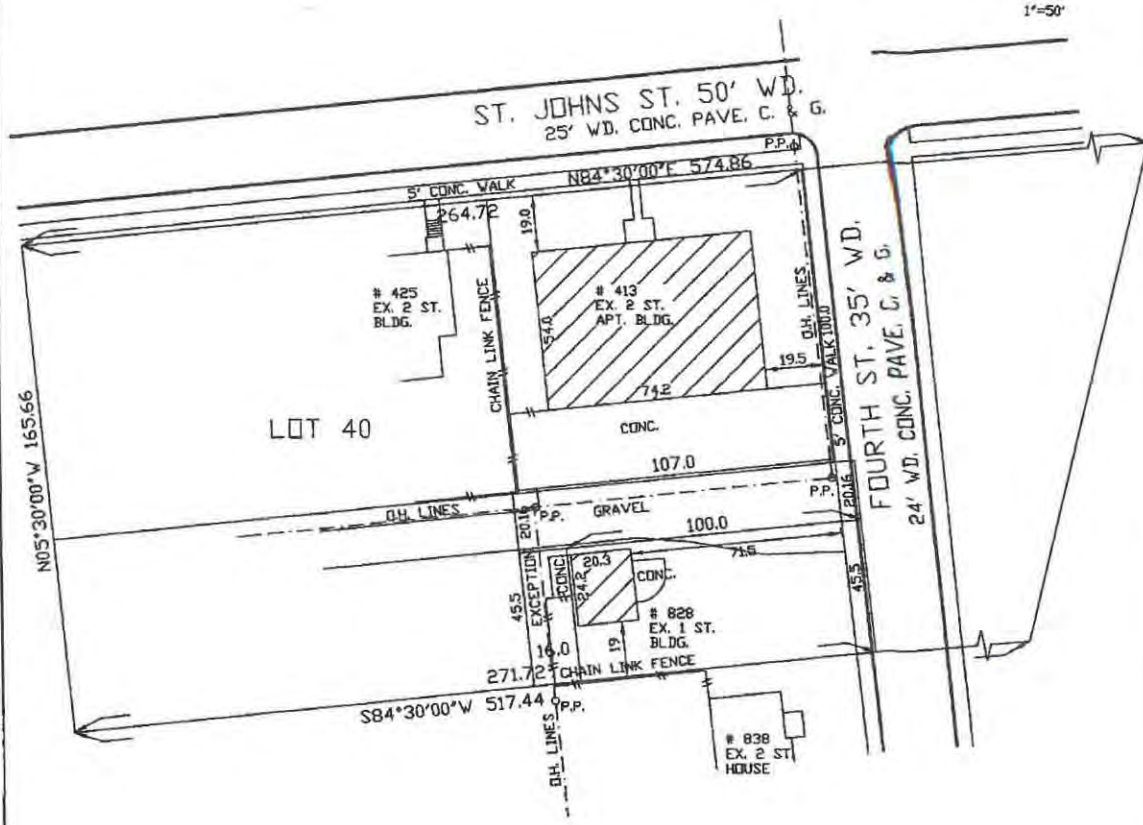 1"=50'
ST. JOHNS ST. 50' WD.
25' WD. CONC. PAVE. C. & G.
P.P.
N84°30'00"E 574.86
5' CONC. WALK
264.72
19.0
# 425
EX. 2 ST.
BLDG.
CHAIN LINK FENCE
# 413
EX. 2 ST.
APT. BLDG.
54.0
74.2
19.5
O.H. LINES
5' CONC. WALK 100.0
FOURTH ST. 35' WD.
24' WD. CONC. PAVE. C. & G.
N05°30'00"W 165.66
LOT 40
CONC.
107.0
O.H. LINES
P.P.
GRAVEL
P.P.
20.16
20.16
100.0
71.5
45.5
EXCEPTION
CONC.
20.3
24.2
CONC.
45.5
# 828
EX. 1 ST.
BLDG.
19
16.0
271.72
CHAIN LINK FENCE
S84°30'00"W 517.44
P.P.
O.H. LINES
# 838
EX. 2 ST
HOUSE